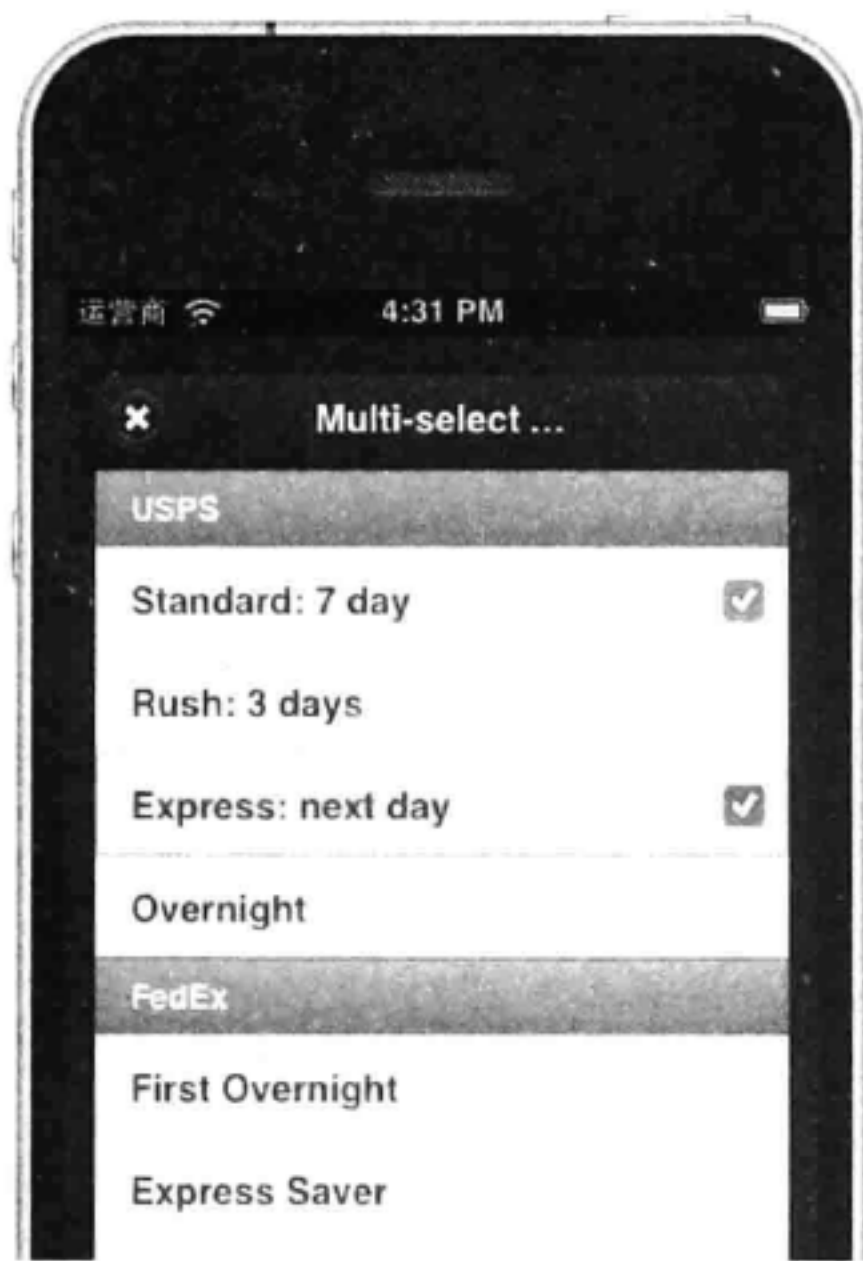 运营商 4:31 PM
Multi-select ...
USPS
Standard: 7 day
Rush: 3 days
Express: next day
Overnight
FedEx
First Overnight
Express Saver